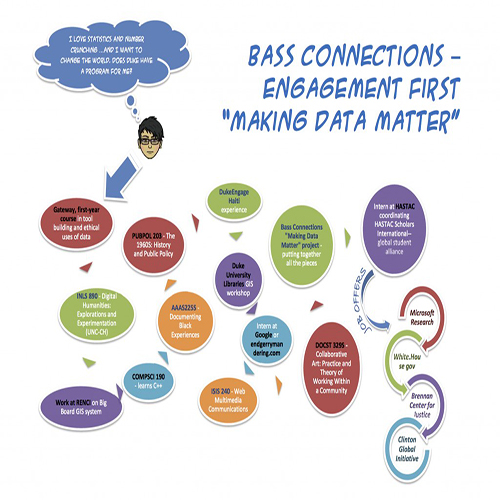 I LOVE STATISTICS AND NUMBER
CRUNCHING ...AND I WANT TO
CHANGE THE WORLD. DOES DUKE HAVE
A PROGRAM FOR ME?
BASS CONNECTIONS –
ENGAGEMENT FIRST
"MAKING DATA MATTER"
Gateway, first-year
course in tool
building and ethical
uses of data
PUBPOL 203 - The
1960S: History
and Public Policy
DukeEngage
Haiti
experience
Bass Connections
"Making Data
Matter" project -
putting together
all the pieces
Intern at HASTAC
coordinating
HASTAC Scholars
International–
global student
alliance
INLS 890 - Digital
Humanities:
Explorations and
Experimentation
(UNC-CH)
AAAS225S
Documenting
Black
Experiences
Duke
University
Libraries GIS
workshop
Intern at
Google or
endgerryman
dering.com
DOCST 329S -
Collaborative
Art: Practice and
Theory of
Working Within
a Community
COMPSCI 190
- learns C++
Work at RENCI on Big
Board GIS system
ISIS 240 - Web
Multimedia
Communications
JOB OFFERS
Microsoft
Research
White.Hou
se gov
Brennan
Center for
Justice
Clinton
Global
Initiative